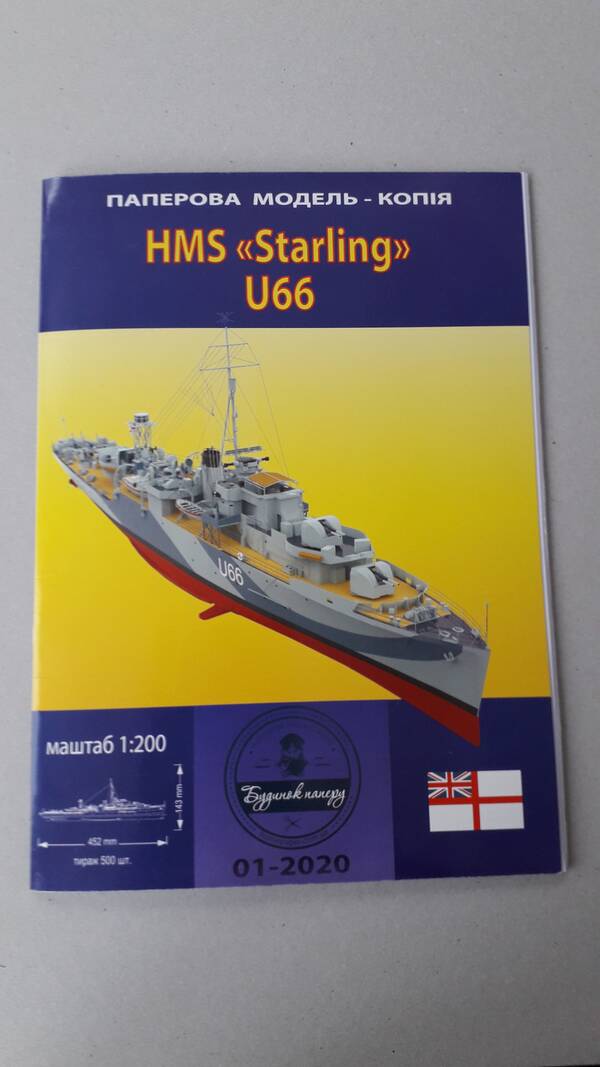 ПАПЕРОВА МОДЕЛЬ - КОПІЯ
HMS «Starling»
U66
U66
маштаб 1:200
143 mm
452 mm
тираж 500 шт.
Будинок паперу
01-2020